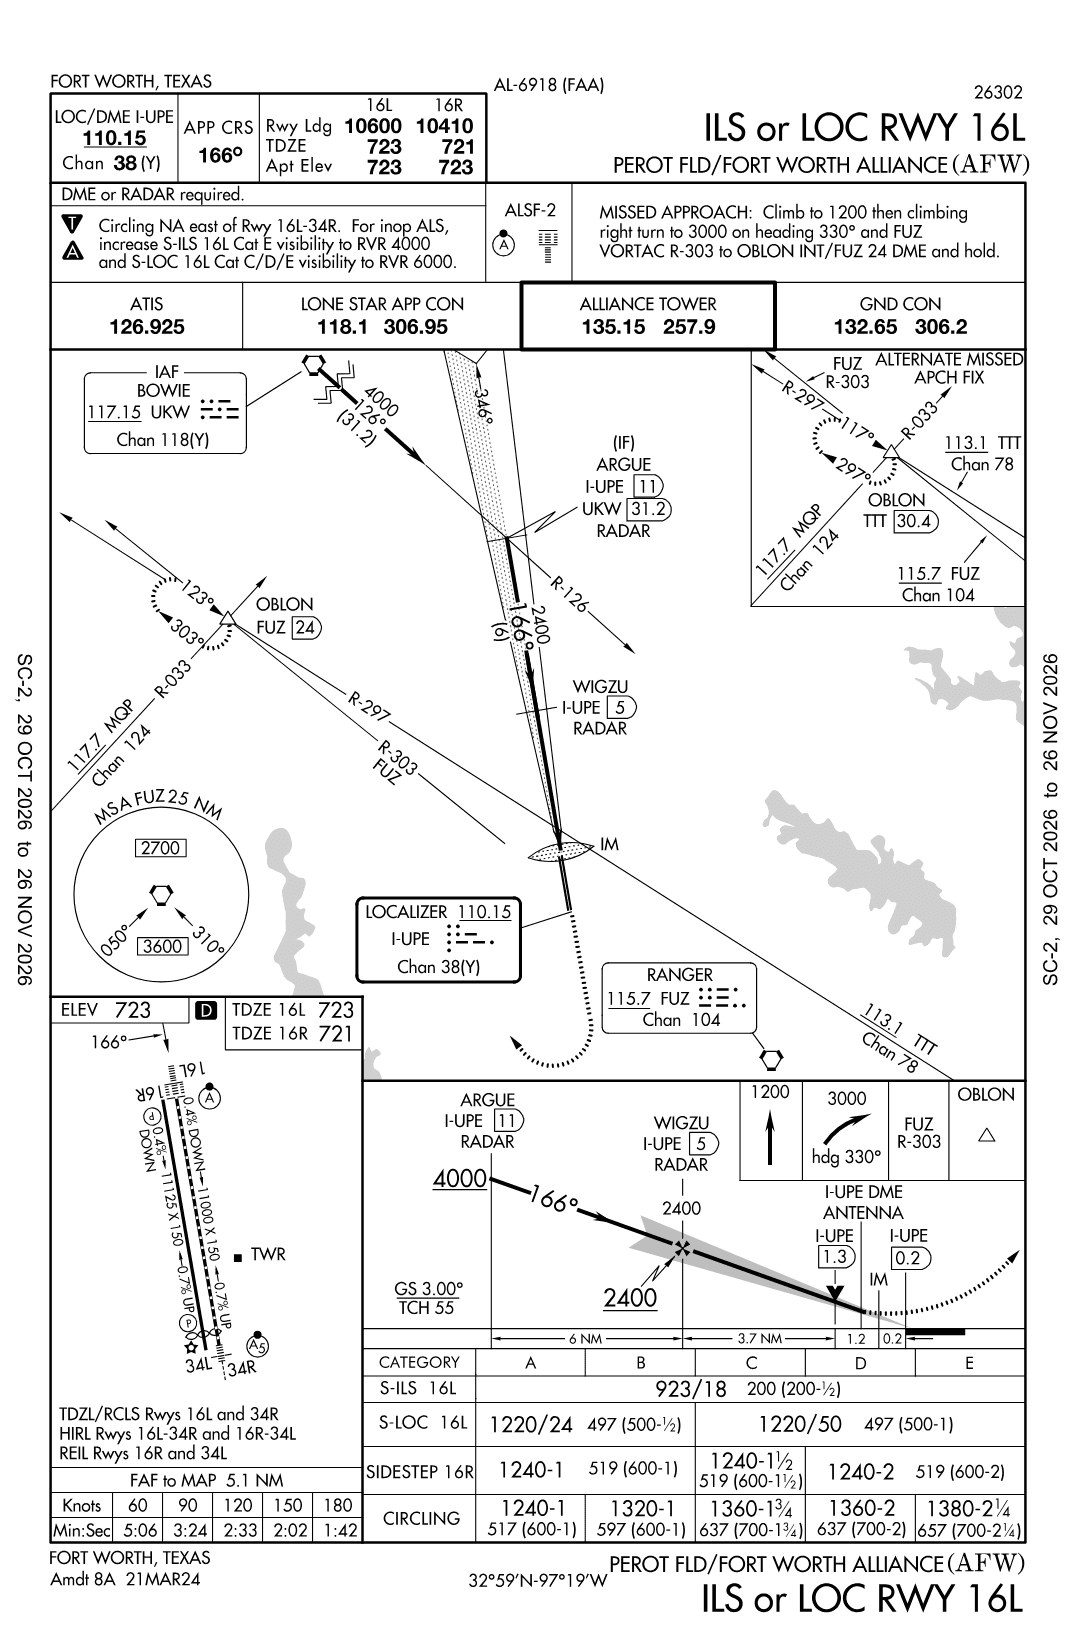 FORT WORTH, TEXAS
AL-6918 (FAA)
26302
LOC/DME I-UPE
110.15
Chan 38 (Y)
APP CRS
166°
16L 16R
Rwy Ldg 10600 10410
TDZE 723 721
Apt Elev 723 723
ILS or LOC RWY 16L
PEROT FLD/FORT WORTH ALLIANCE (AFW)
DME or RADAR required.
T
A
Circling NA east of Rwy 16L-34R. For inop ALS,
increase S-ILS 16L Cat E visibility to RVR 4000
and S-LOC 16L Cat C/D/E visibility to RVR 6000.
ALSF-2
A
MISSED APPROACH: Climb to 1200 then climbing
right turn to 3000 on heading 330° and FUZ
VORTAC R-303 to OBLON INT/FUZ 24 DME and hold.
ATIS
126.925
LONE STAR APP CON
118.1 306.95
ALLIANCE TOWER
135.15 257.9
GND CON
132.65 306.2
IAF
BOWIE
117.15 UKW
Chan 118(Y)
4000
126°
(31.2)
346°
(IF)
ARGUE
I-UPE 11
UKW 31.2
RADAR
FUZ
R-303
ALTERNATE MISSED
APCH FIX
R-297
117°
R-033
297°
113.1 TTT
Chan 78
OBLON
TTT 30.4
117.7 MQP
Chan 124
115.7 FUZ
Chan 104
R-126
123°
303°
OBLON
FUZ 24
R-033
117.7 MQP
Chan 124
2400
166°
(6)
WIGZU
I-UPE 5
RADAR
R-297
R-303
FUZ
IM
MSA FUZ 25 NM
2700
050°
310°
3600
LOCALIZER 110.15
I-UPE
Chan 38(Y)
RANGER
115.7 FUZ
Chan 104
113.1 TTT
Chan 78
SC-2, 29 OCT 2026 to 26 NOV 2026
SC-2, 29 OCT 2026 to 26 NOV 2026
ELEV 723
D
TDZE 16L 723
TDZE 16R 721
166°
16L
16R
A
P
0.4%
DOWN
0.4% DOWN
11125 X 150
11000 X 150
0.7% UP
0.7% UP
P
TWR
A5
34L
34R
TDZL/RCLS Rwys 16L and 34R
HIRL Rwys 16L-34R and 16R-34L
REIL Rwys 16R and 34L
FAF to MAP 5.1 NM
Knots 60 90 120 150 180
Min:Sec 5:06 3:24 2:33 2:02 1:42
ARGUE
I-UPE 11
RADAR
4000
166°
WIGZU
I-UPE 5
RADAR
2400
2400
GS 3.00°
TCH 55
1200
3000
hdg 330°
FUZ
R-303
OBLON
I-UPE DME
ANTENNA
I-UPE
1.3
I-UPE
0.2
IM
6 NM
3.7 NM
1.2
0.2
CATEGORY A B C D E
S-ILS 16L 923/18 200 (200-½)
S-LOC 16L 1220/24 497 (500-½) 1220/50 497 (500-1)
SIDESTEP 16R 1240-1 519 (600-1) 1240-1½ 519 (600-1½) 1240-2 519 (600-2)
CIRCLING 1240-1 517 (600-1) 1320-1 597 (600-1) 1360-1¾ 637 (700-1¾) 1360-2 637 (700-2) 1380-2¼ 657 (700-2¼)
FORT WORTH, TEXAS
Amdt 8A 21MAR24
32°59'N-97°19'W
PEROT FLD/FORT WORTH ALLIANCE (AFW)
ILS or LOC RWY 16L